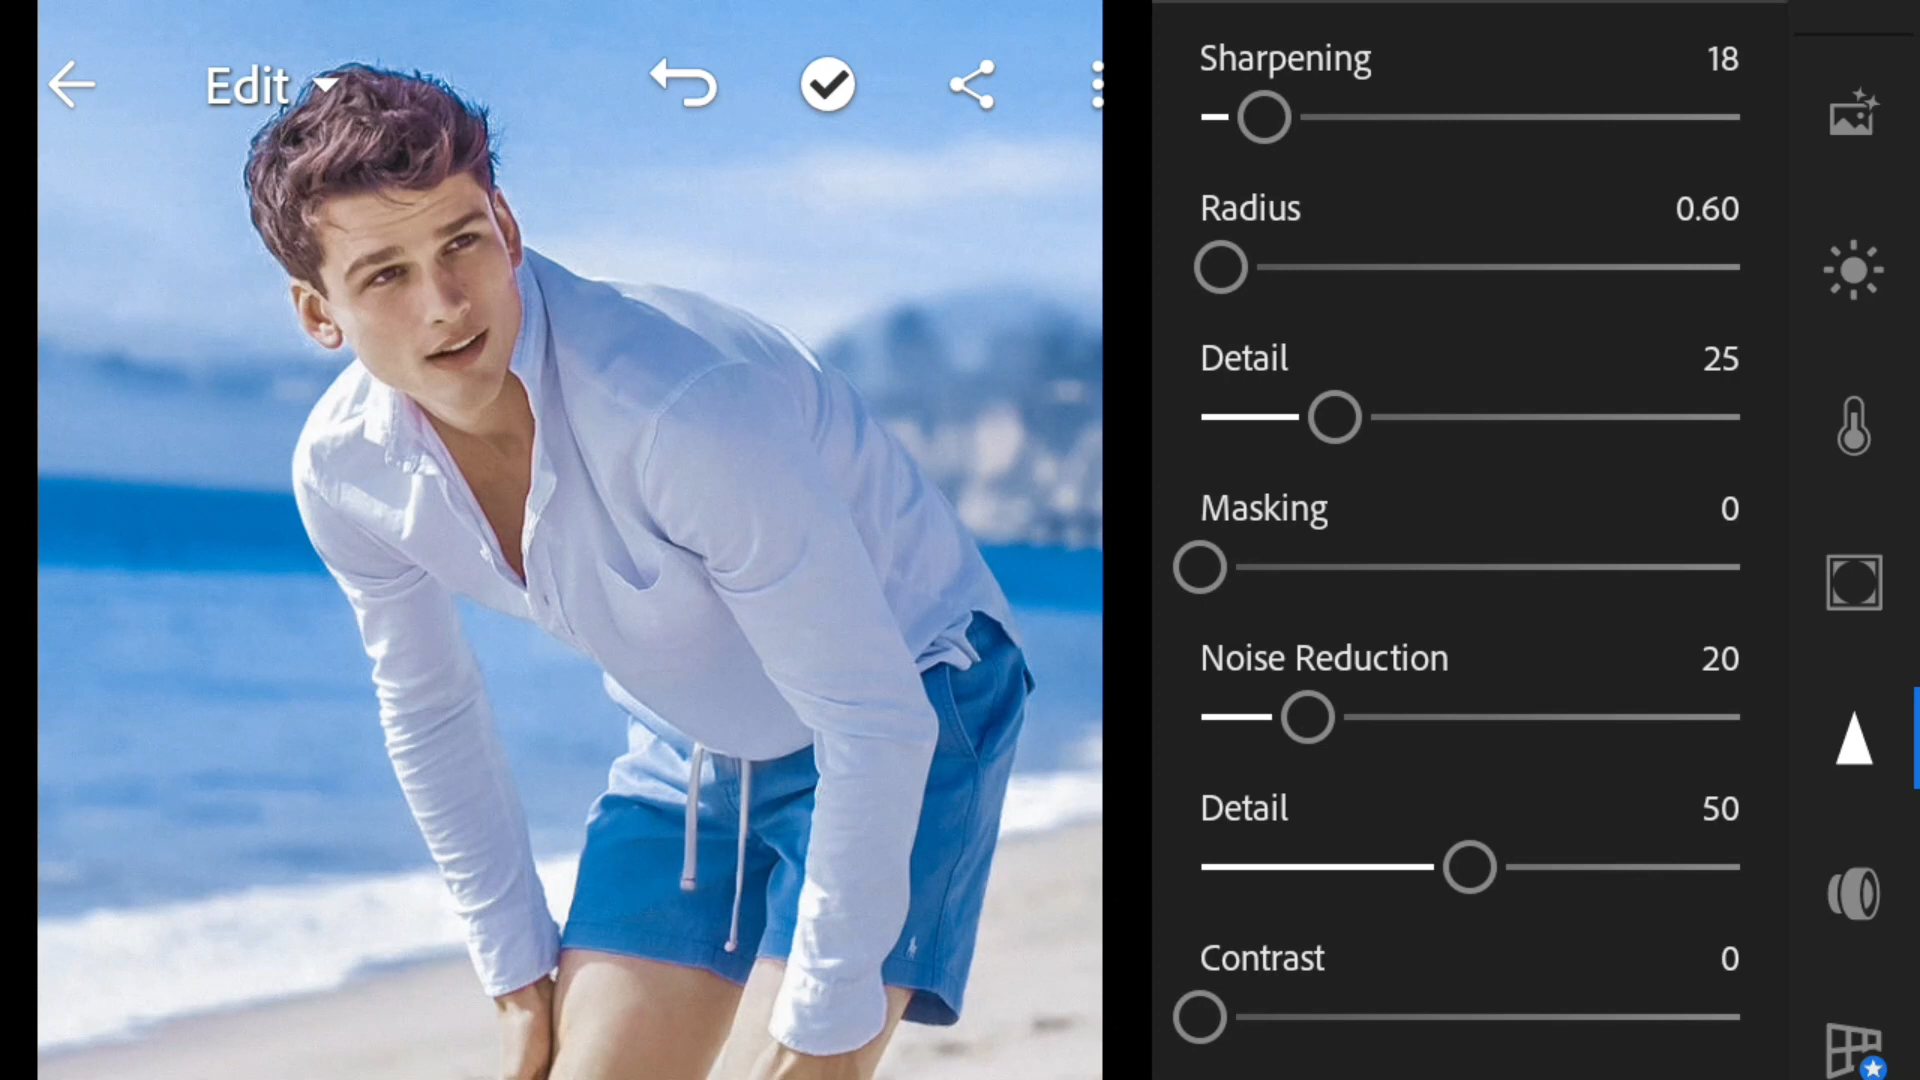 Edit
Sharpening 18
Radius 0.60
Detail 25
Masking 0
Noise Reduction 20
Detail 50
Contrast 0